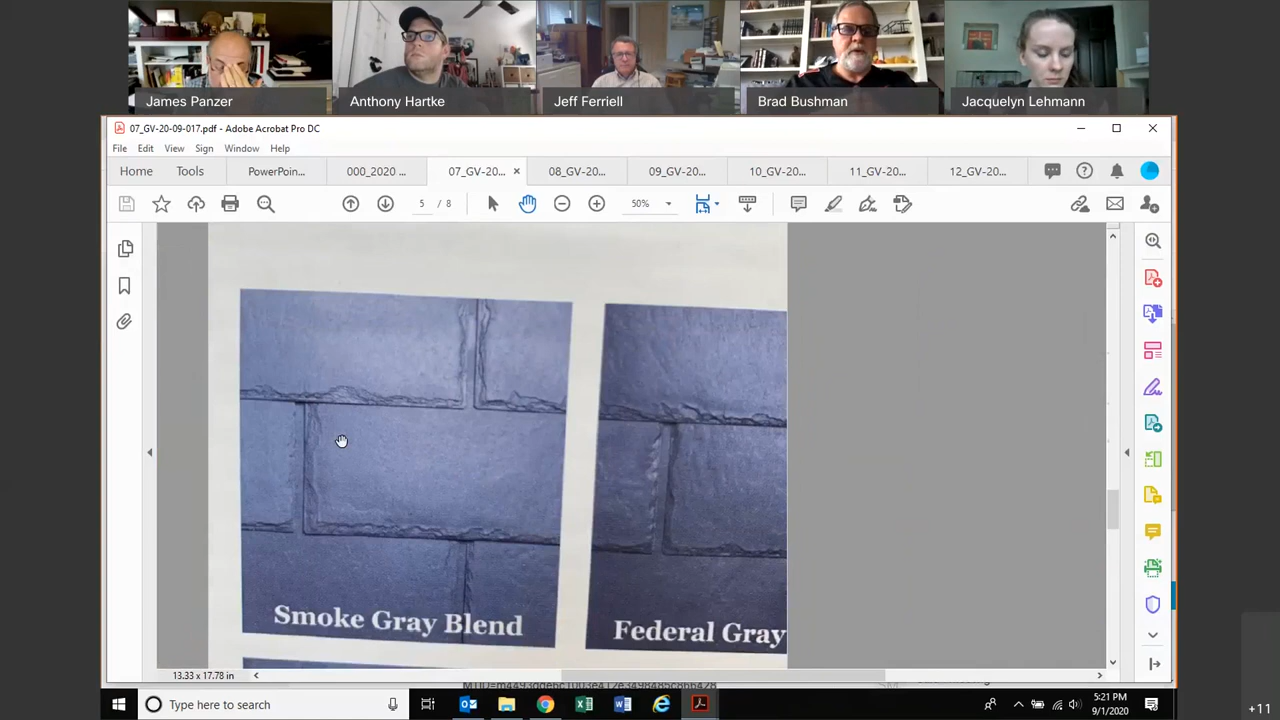 James Panzer
Anthony Hartke
Jeff Ferriell
Brad Bushman
Jacquelyn Lehmann
07_GV-20-09-017.pdf - Adobe Acrobat Pro DC
File Edit View Sign Window Help
Home Tools PowerPoin... 000_2020 ... 07_GV-20... 08_GV-20... 09_GV-20... 10_GV-20... 11_GV-20... 12_GV-20...
5 / 8 50%
Smoke Gray Blend
Federal Gray
13.33 x 17.78 in
Type here to search
5:21 PM
9/1/2020
+11